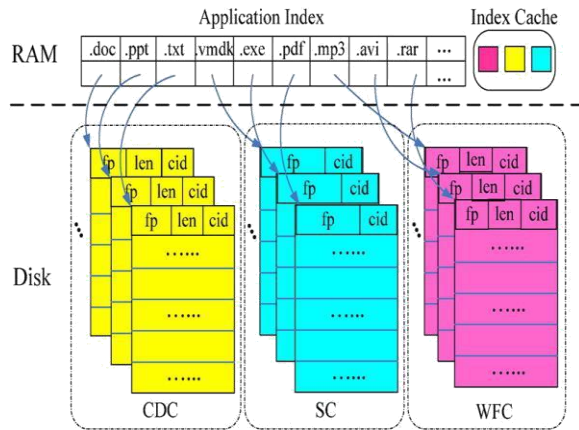 Application Index
Index Cache
RAM
.doc .ppt .txt .vmdk .exe .pdf .mp3 .avi .rar ...
...
fp len cid
fp len cid
fp len cid
fp cid
fp cid
fp cid
fp len cid
fp len cid
fp len cid
Disk
...... ...... ......
...... ...... ......
...... ...... ......
CDC SC WFC